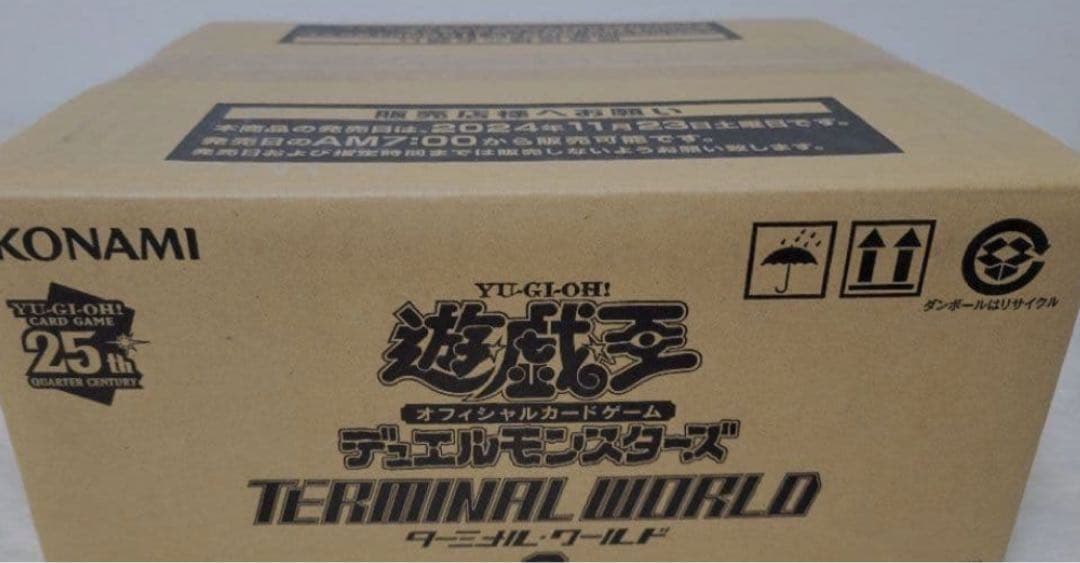 販売店様へお願い
本商品の発売日は、2024年11月23日土曜日です。
発売日のAM7:00から販売可能です。
発売日および指定時間までは販売しないようお願い致します。
KONAMI
YU-GI-OH!
CARD GAME
25th
QUARTER CENTURY
YU-GI-OH!
遊☆戯☆王
オフィシャルカードゲーム
デュエルモンスターズ
TERMINAL WORLD
ターミナル・ワールド
ダンボールはリサイクル